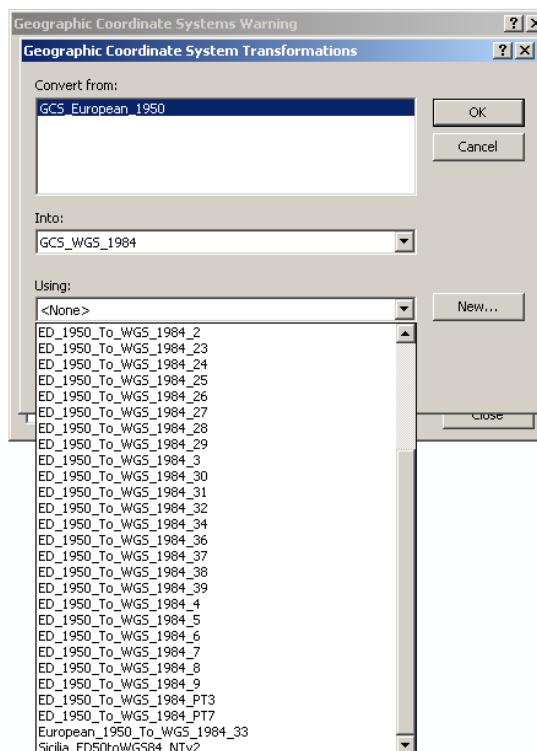 Geographic Coordinate Systems Warning
Geographic Coordinate System Transformations
Convert from:
GCS_European_1950
OK
Cancel
Into:
GCS_WGS_1984
Using:
<None>
New...
ED_1950_To_WGS_1984_2
ED_1950_To_WGS_1984_23
ED_1950_To_WGS_1984_24
ED_1950_To_WGS_1984_25
ED_1950_To_WGS_1984_26
ED_1950_To_WGS_1984_27
ED_1950_To_WGS_1984_28
ED_1950_To_WGS_1984_29
ED_1950_To_WGS_1984_3
ED_1950_To_WGS_1984_30
ED_1950_To_WGS_1984_31
ED_1950_To_WGS_1984_32
ED_1950_To_WGS_1984_34
ED_1950_To_WGS_1984_36
ED_1950_To_WGS_1984_37
ED_1950_To_WGS_1984_38
ED_1950_To_WGS_1984_39
ED_1950_To_WGS_1984_4
ED_1950_To_WGS_1984_5
ED_1950_To_WGS_1984_6
ED_1950_To_WGS_1984_7
ED_1950_To_WGS_1984_8
ED_1950_To_WGS_1984_9
ED_1950_To_WGS_1984_PT3
ED_1950_To_WGS_1984_PT7
European_1950_To_WGS_1984_33
Sicilia_ED50toWGS84_NTv2
Close